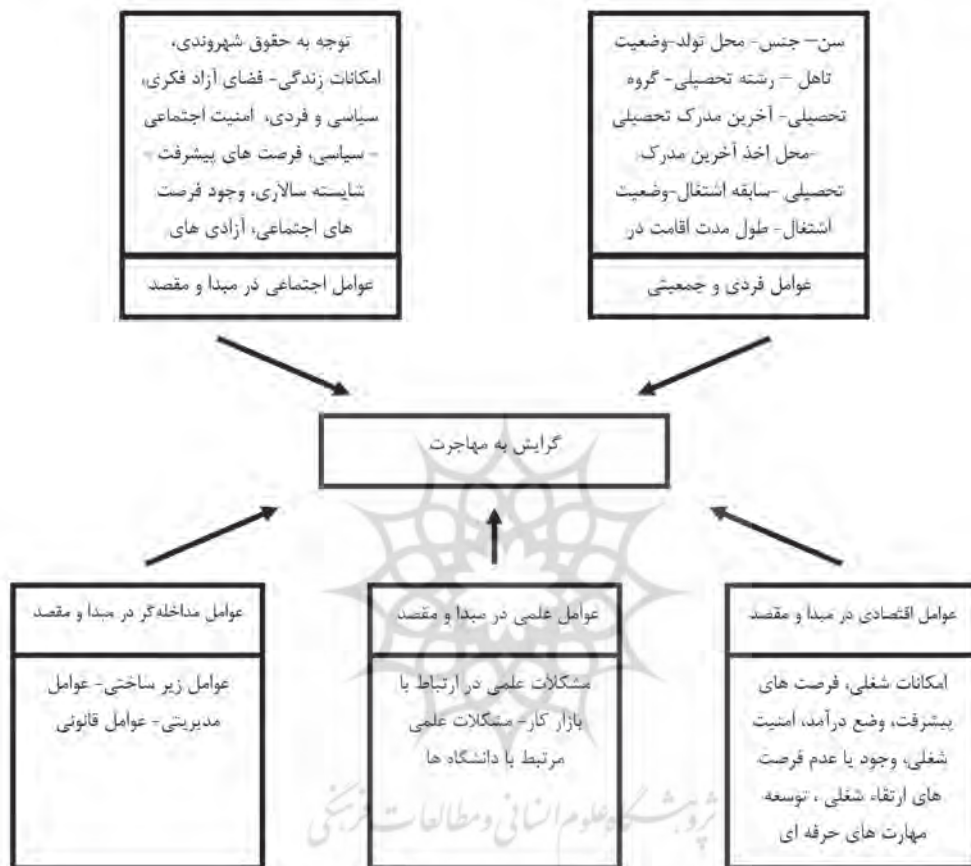 سن– جنس- محل تولد-وضعیت
تاهل – رشته تحصیلی- گروه
تحصیلی- آخرین مدرک تحصیلی
-محل اخذ آخرین مدرک
تحصیلی -سابقه اشتغال-وضعیت
اشتغال- طول مدت اقامت در
عوامل فردی و جمعیتی
توجه به حقوق شهروندی،
امکانات زندگی- فضای آزاد فکری،
سیاسی و فردی، امنیت اجتماعی
- سیاسی، فرصت های پیشرفت -
شایسته سالاری، وجود فرصت
های اجتماعی، آزادی های
عوامل اجتماعی در مبدا و مقصد
گرایش به مهاجرت
عوامل اقتصادی در مبدا و مقصد
امکانات شغلی، فرصت های
پیشرفت، وضع درآمد، امنیت
شغلی، وجود یا عدم فرصت
های ارتقاء شغلی ، توسعه
مهارت های حرفه ای
عوامل علمی در مبدا و مقصد
مشکلات علمی در ارتباط با
بازار کار- مشکلات علمی
مرتبط با دانشگاه ها
عوامل مداخله‌گر در مبدا و مقصد
عوامل زیر ساختی- عوامل
مدیریتی- عوامل قانونی
پژوهشگاه علوم انسانی و مطالعات فرهنگی